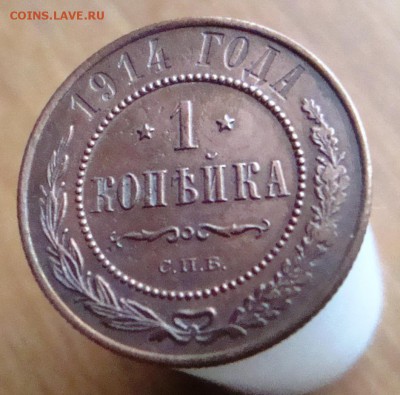 COINS.LAVE.RU
1914 ГОДА
1
КОПѢЙКА
С.П.Б.